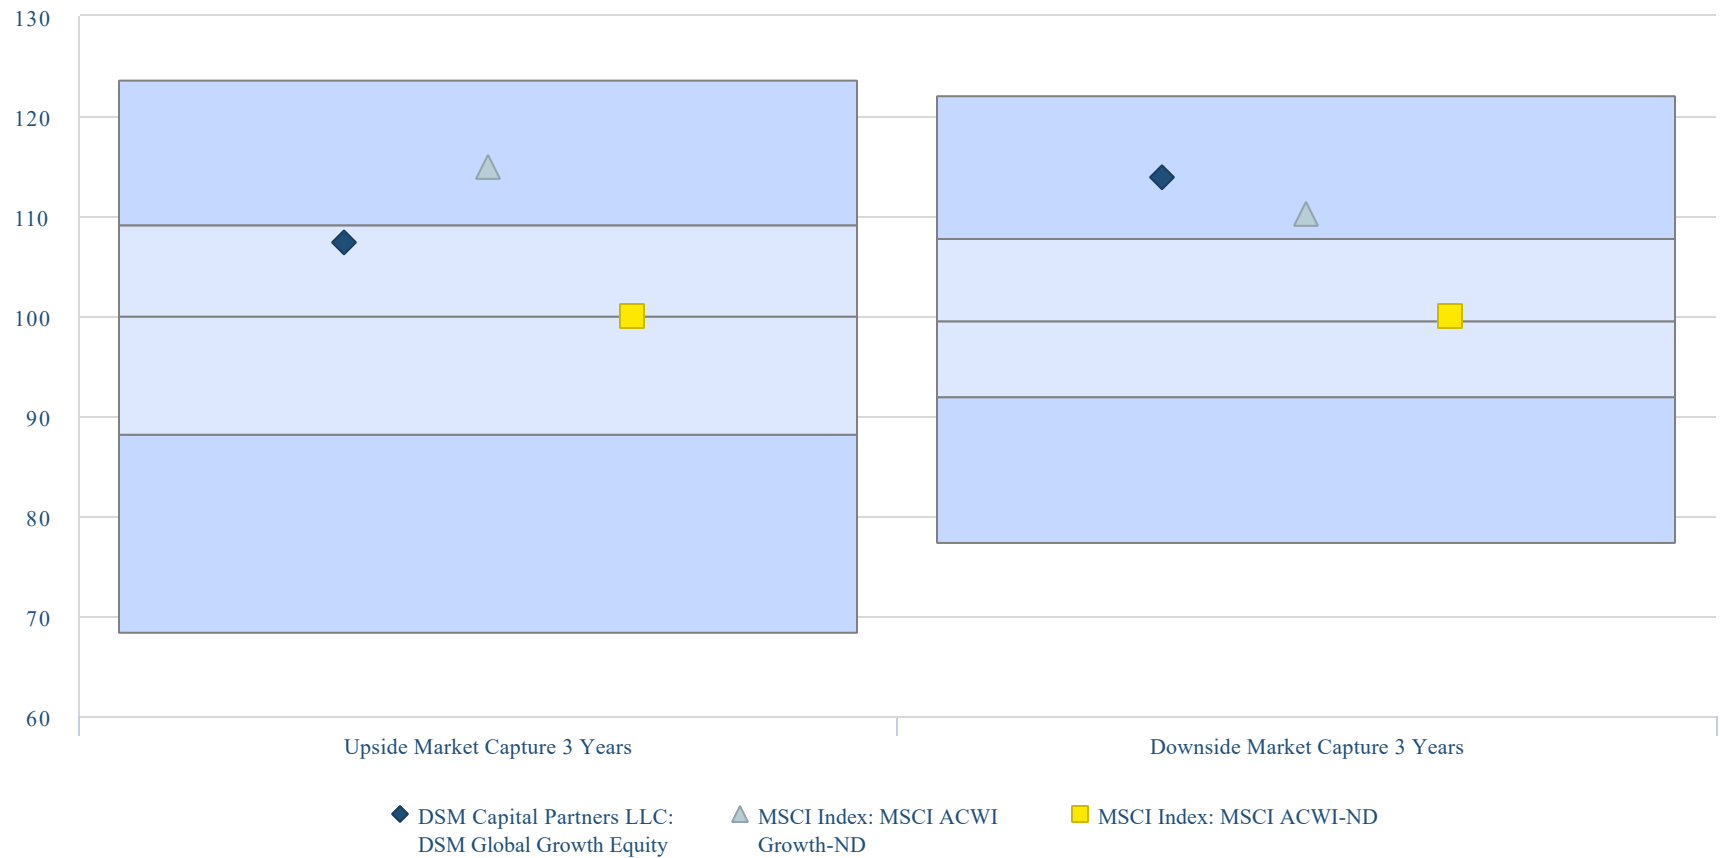 130
120
110
100
90
80
70
60
Upside Market Capture 3 Years
Downside Market Capture 3 Years
DSM Capital Partners LLC:
DSM Global Growth Equity
MSCI Index: MSCI ACWI
Growth-ND
MSCI Index: MSCI ACWI-ND